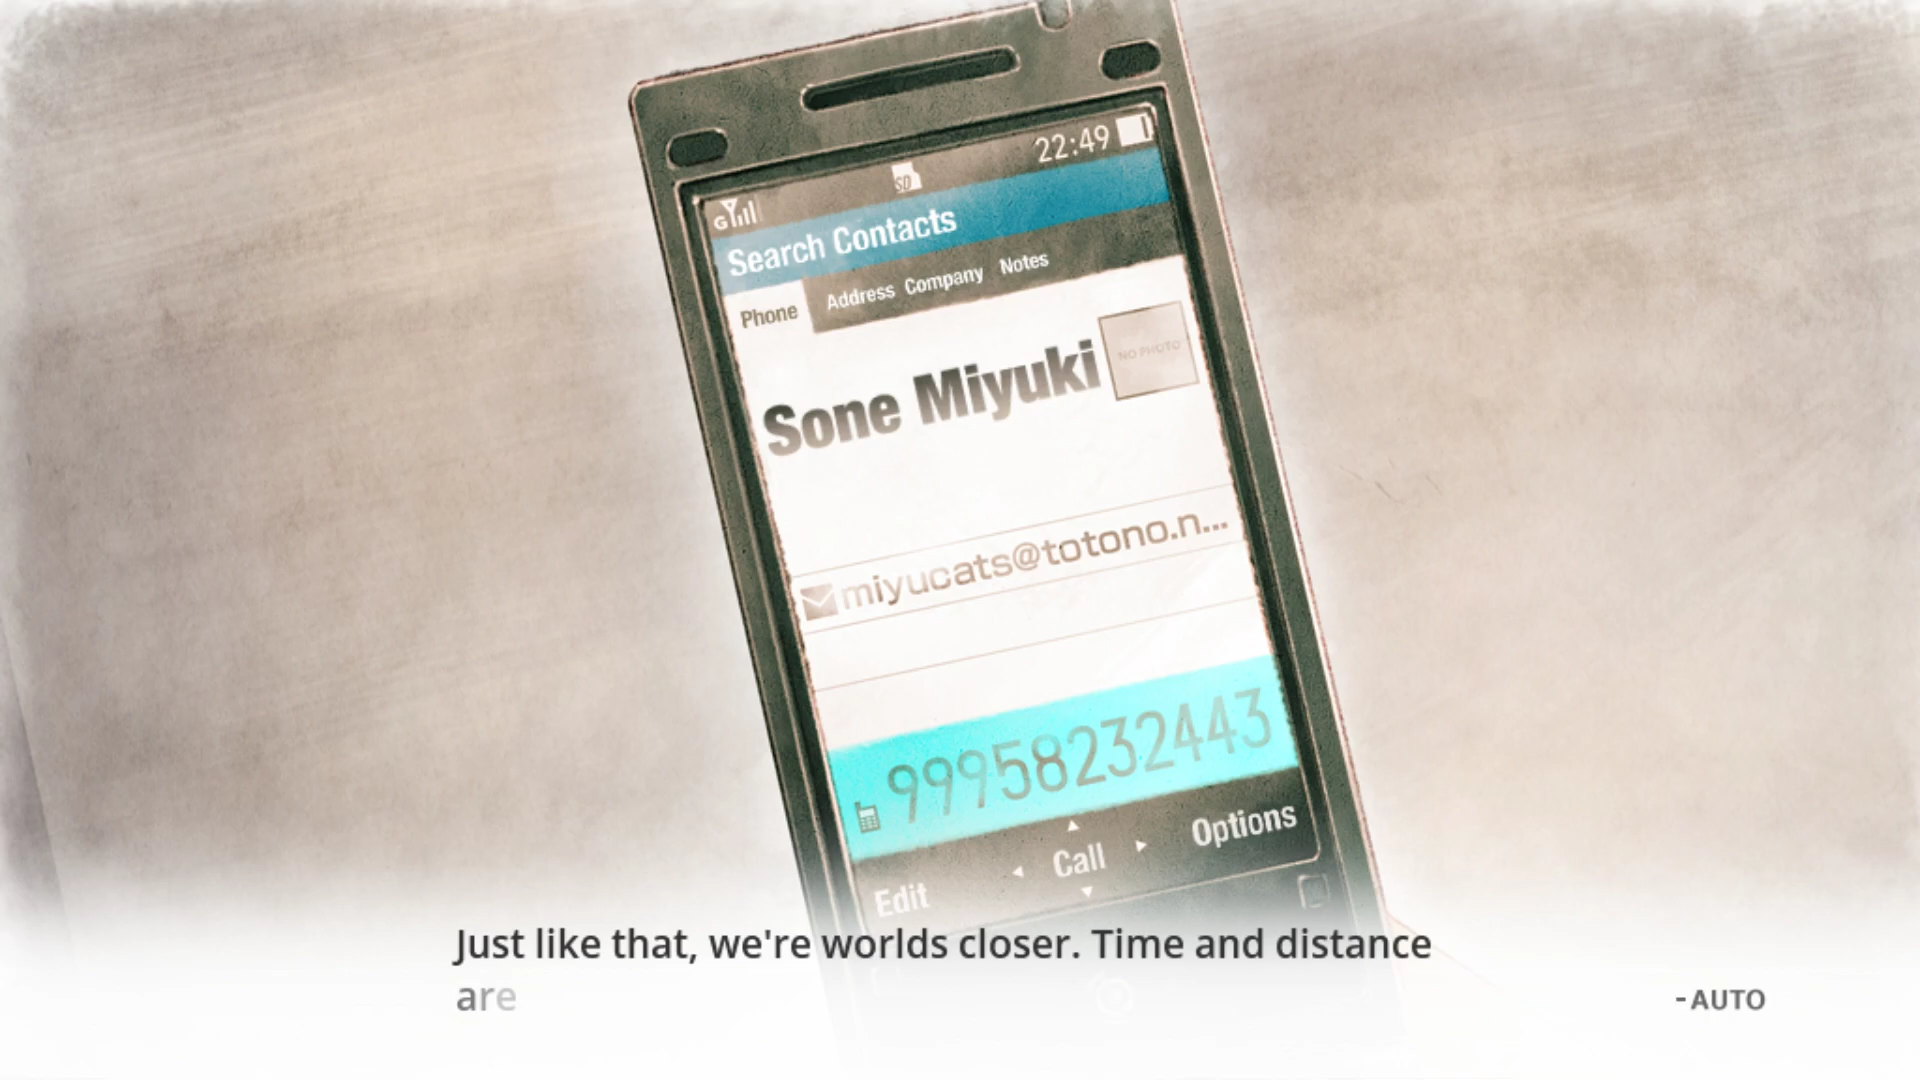 22:49
SD
G
Search Contacts
Phone Address Company Notes
Sone Miyuki
NO PHOTO
miyucats@totono.n...
99958232443
Edit Call Options
Just like that, we're worlds closer. Time and distance
are
-AUTO